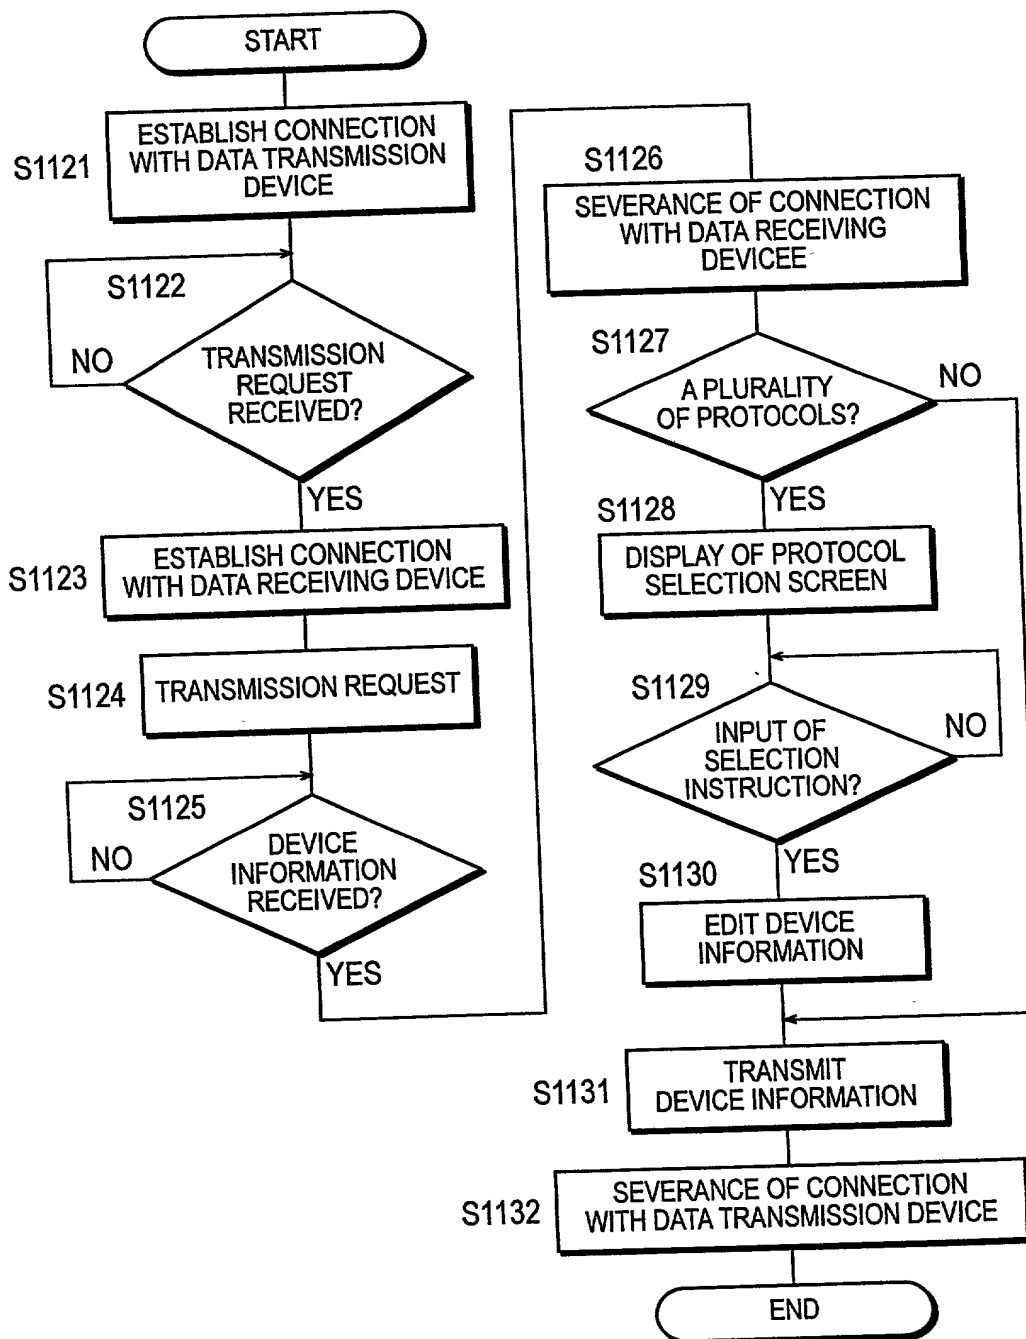 START
S1121
ESTABLISH CONNECTION
WITH DATA TRANSMISSION
DEVICE
S1122
NO
TRANSMISSION
REQUEST
RECEIVED?
YES
S1123
ESTABLISH CONNECTION
WITH DATA RECEIVING DEVICE
S1124
TRANSMISSION REQUEST
S1125
NO
DEVICE
INFORMATION
RECEIVED?
YES
S1126
SEVERANCE OF CONNECTION
WITH DATA RECEIVING
DEVICEE
S1127
NO
A PLURALITY
OF PROTOCOLS?
YES
S1128
DISPLAY OF PROTOCOL
SELECTION SCREEN
S1129
NO
INPUT OF
SELECTION
INSTRUCTION?
YES
S1130
EDIT DEVICE
INFORMATION
S1131
TRANSMIT
DEVICE INFORMATION
S1132
SEVERANCE OF CONNECTION
WITH DATA TRANSMISSION DEVICE
END